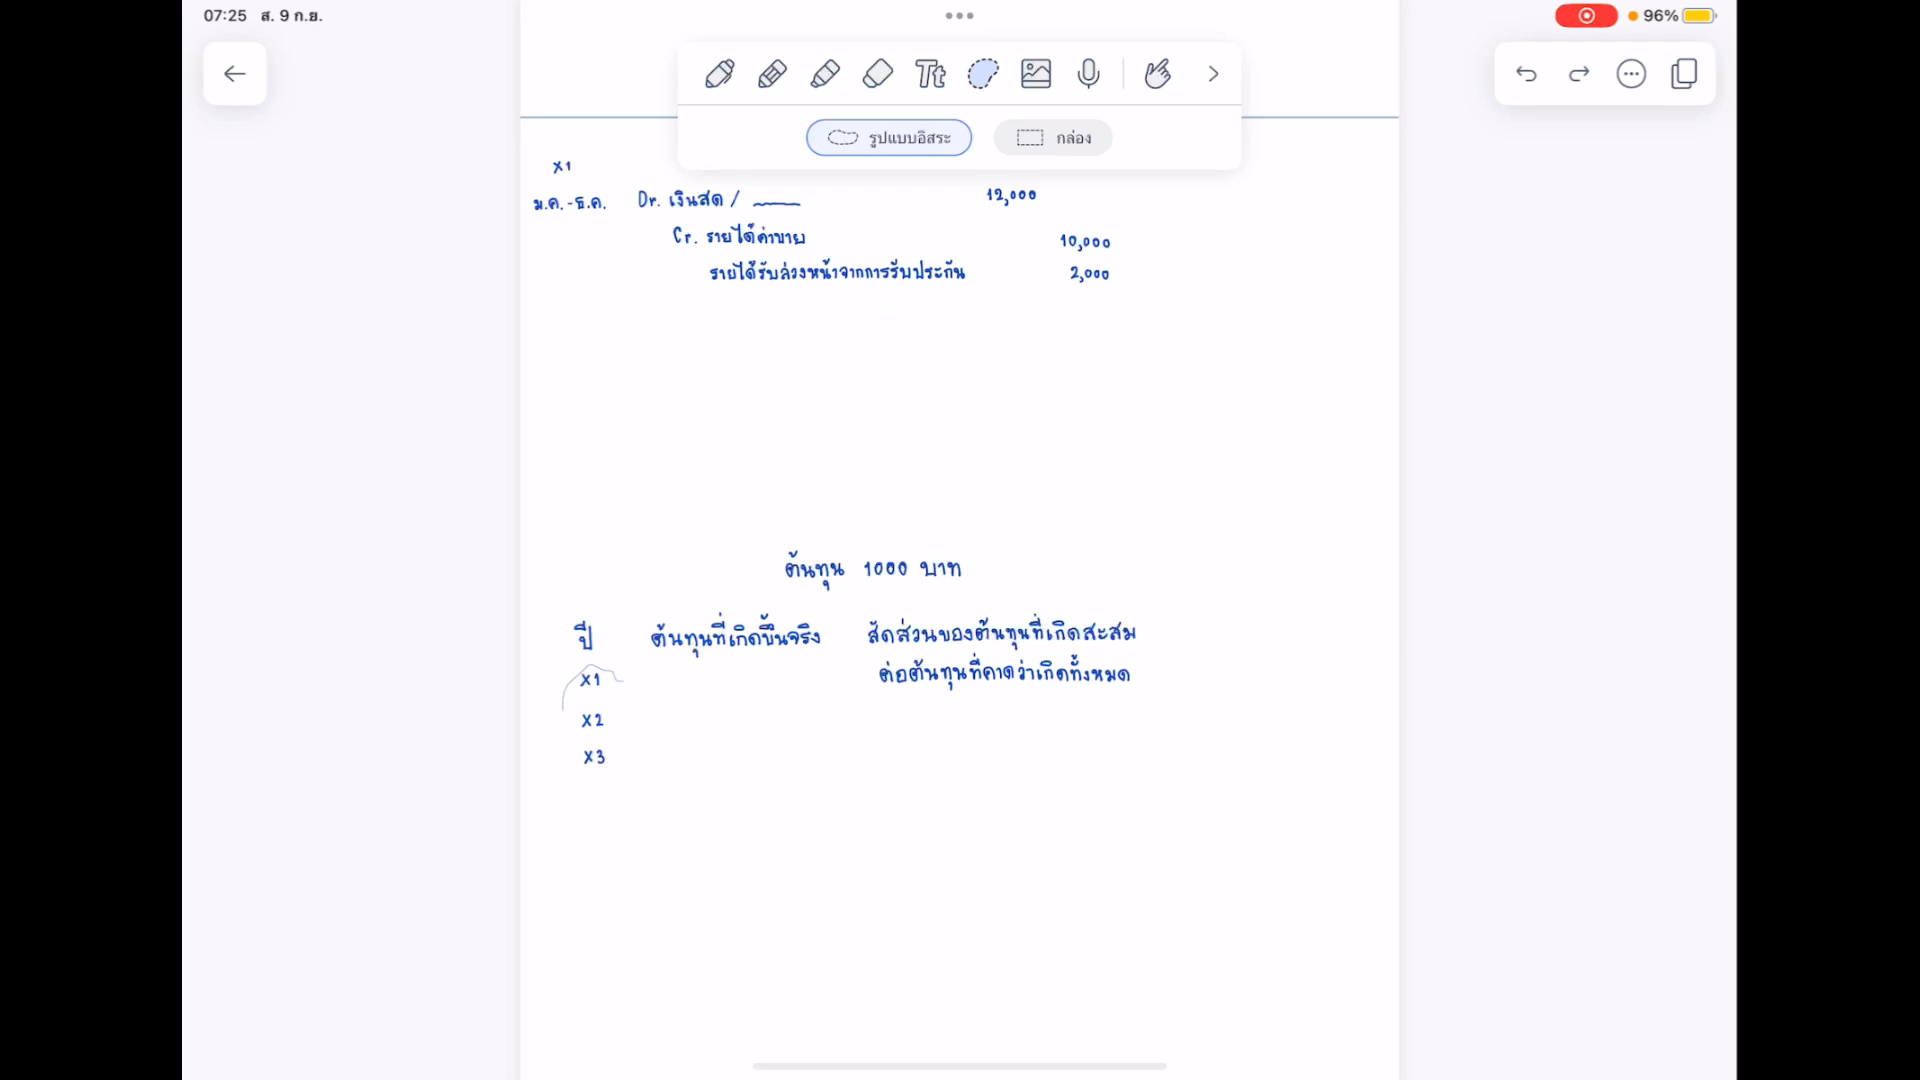 07:25 ส. 9 ก.ย.
96%
Tt
รูปแบบอิสระ กล่อง
X1
ม.ค.-ธ.ค. Dr. เงินสด / 12,000
Cr. รายได้ค่าขาย 10,000
รายได้รับล่วงหน้าจากการรับประกัน 2,000
ต้นทุน 1000 บาท
ปี ต้นทุนที่เกิดขึ้นจริง สัดส่วนของต้นทุนที่เกิดสะสม
ต่อต้นทุนที่คาดว่าเกิดทั้งหมด
X1
X2
X3